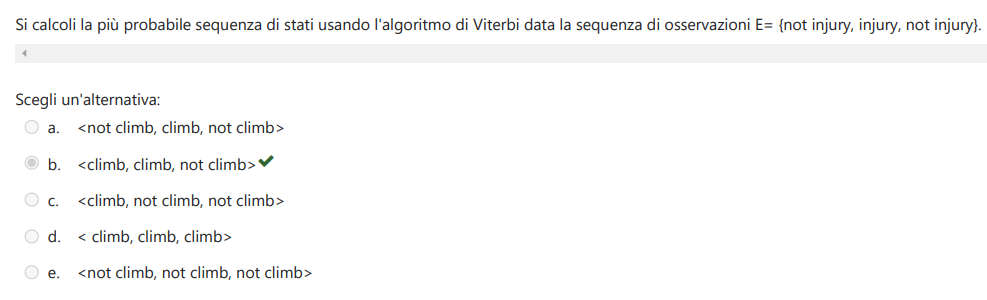 Si calcoli la più probabile sequenza di stati usando l'algoritmo di Viterbi data la sequenza di osservazioni E= {not injury, injury, not injury}.
Scegli un'alternativa:
a. <not climb, climb, not climb>
b. <climb, climb, not climb>
c. <climb, not climb, not climb>
d. < climb, climb, climb>
e. <not climb, not climb, not climb>